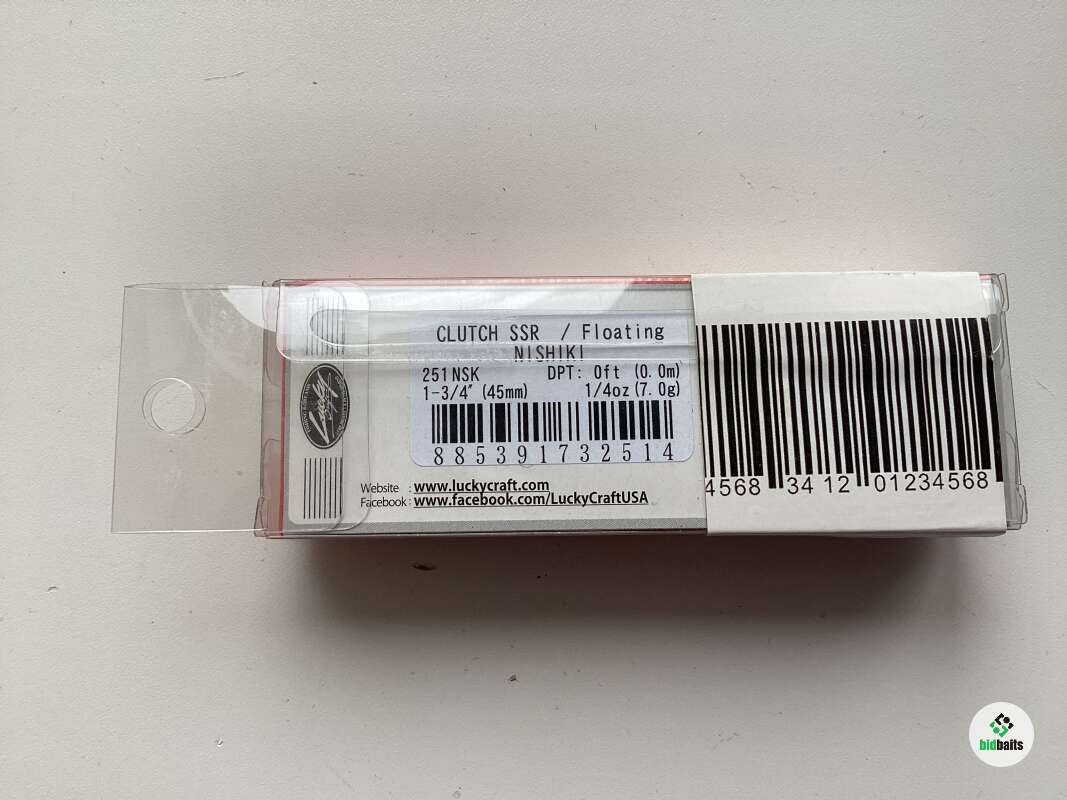 CLUTCH SSR / Floating
NISHIKI
251NSK DPT: 0ft (0.0m)
1-3/4" (45mm) 1/4oz (7.0g)
885391732514
Website : www.luckycraft.com
Facebook : www.facebook.com/LuckyCraftUSA
Lucky
4568 34 12 01234568
bidbaits